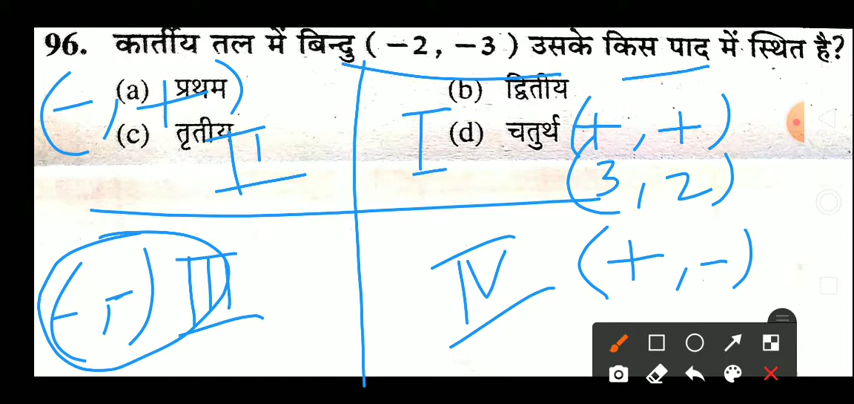 96. कार्तीय तल में बिन्दु ( −2, −3 ) उसके किस पाद में स्थित है?
(a) प्रथम (b) द्वितीय
(c) तृतीय (d) चतुर्थ
(−, +) II I (+, +)
(3, 2)
(−, −) III IV (+, −)